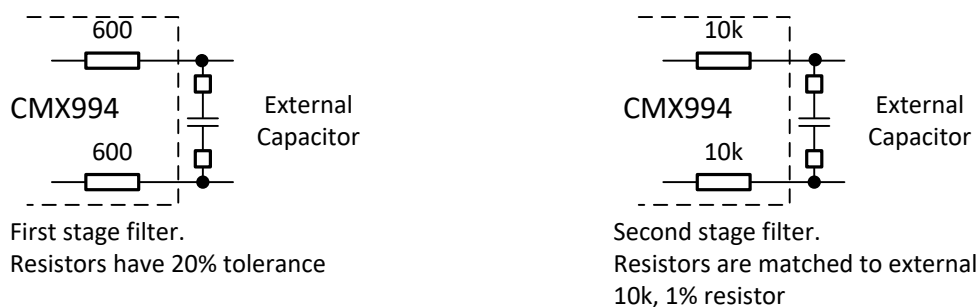 600
CMX994
External
Capacitor
600
First stage filter.
Resistors have 20% tolerance
10k
CMX994
External
Capacitor
10k
Second stage filter.
Resistors are matched to external
10k, 1% resistor